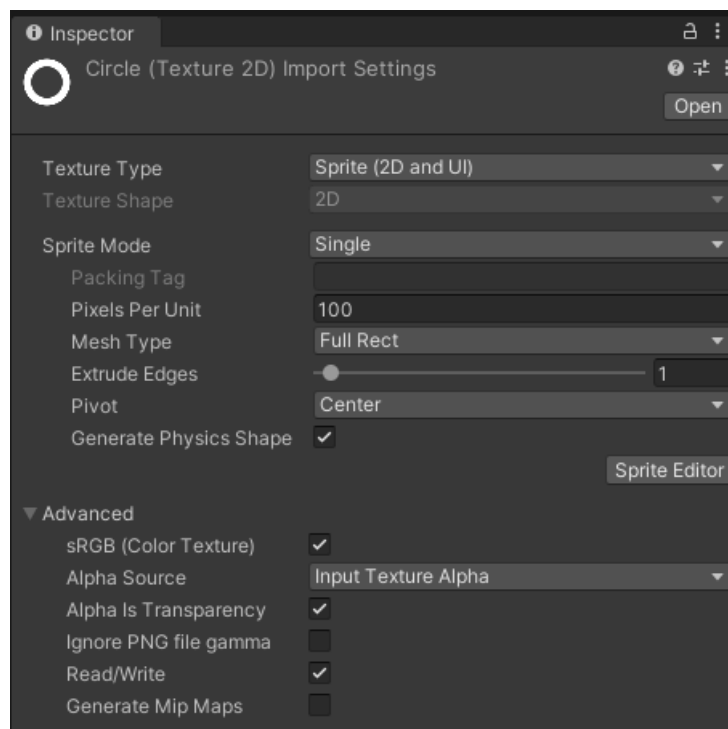 Inspector
Circle (Texture 2D) Import Settings
Open
Texture Type Sprite (2D and UI)
Texture Shape 2D
Sprite Mode Single
Packing Tag
Pixels Per Unit 100
Mesh Type Full Rect
Extrude Edges 1
Pivot Center
Generate Physics Shape
Sprite Editor
Advanced
sRGB (Color Texture)
Alpha Source Input Texture Alpha
Alpha Is Transparency
Ignore PNG file gamma
Read/Write
Generate Mip Maps